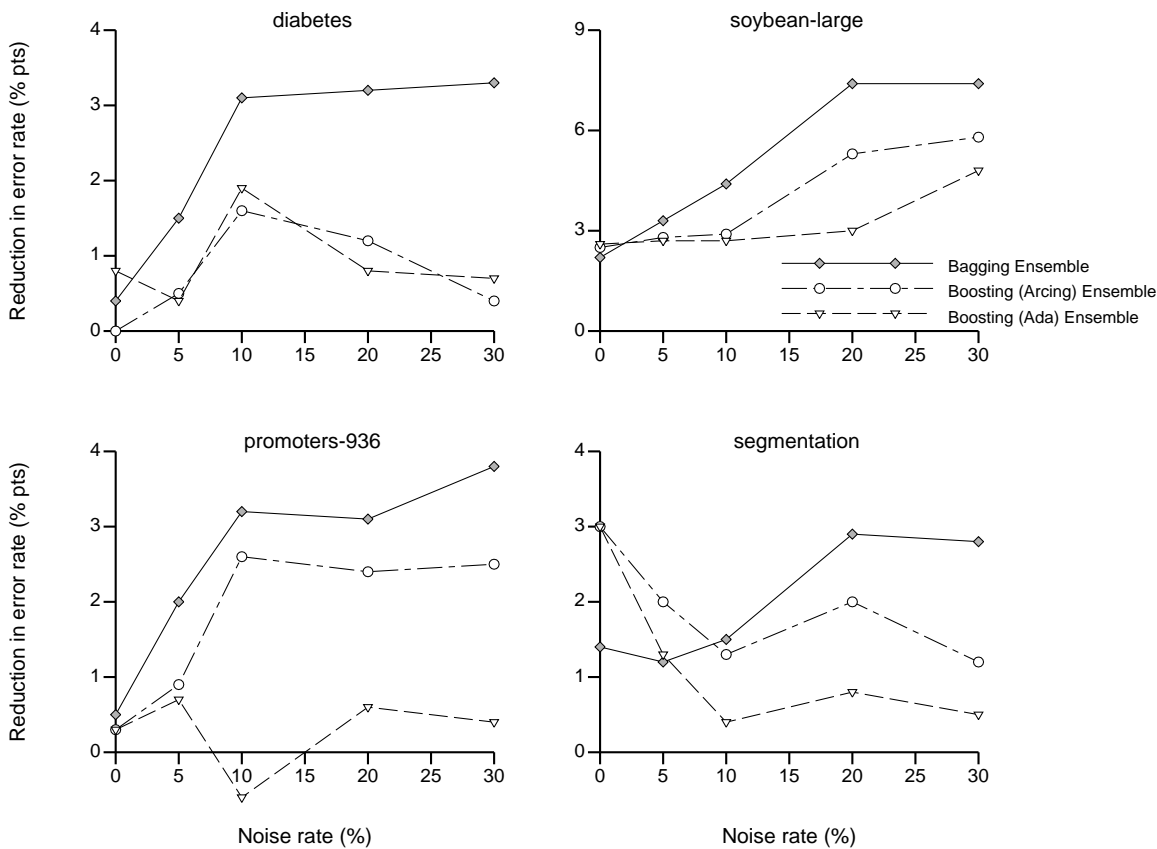 diabetes
Reduction in error rate (% pts)
4
3
2
1
0
0 5 10 15 20 25 30
soybean-large
9
6
3
0
0 5 10 15 20 25 30
Bagging Ensemble
Boosting (Arcing) Ensemble
Boosting (Ada) Ensemble
promoters-936
Reduction in error rate (% pts)
4
3
2
1
0
0 5 10 15 20 25 30
Noise rate (%)
segmentation
4
3
2
1
0
0 5 10 15 20 25 30
Noise rate (%)